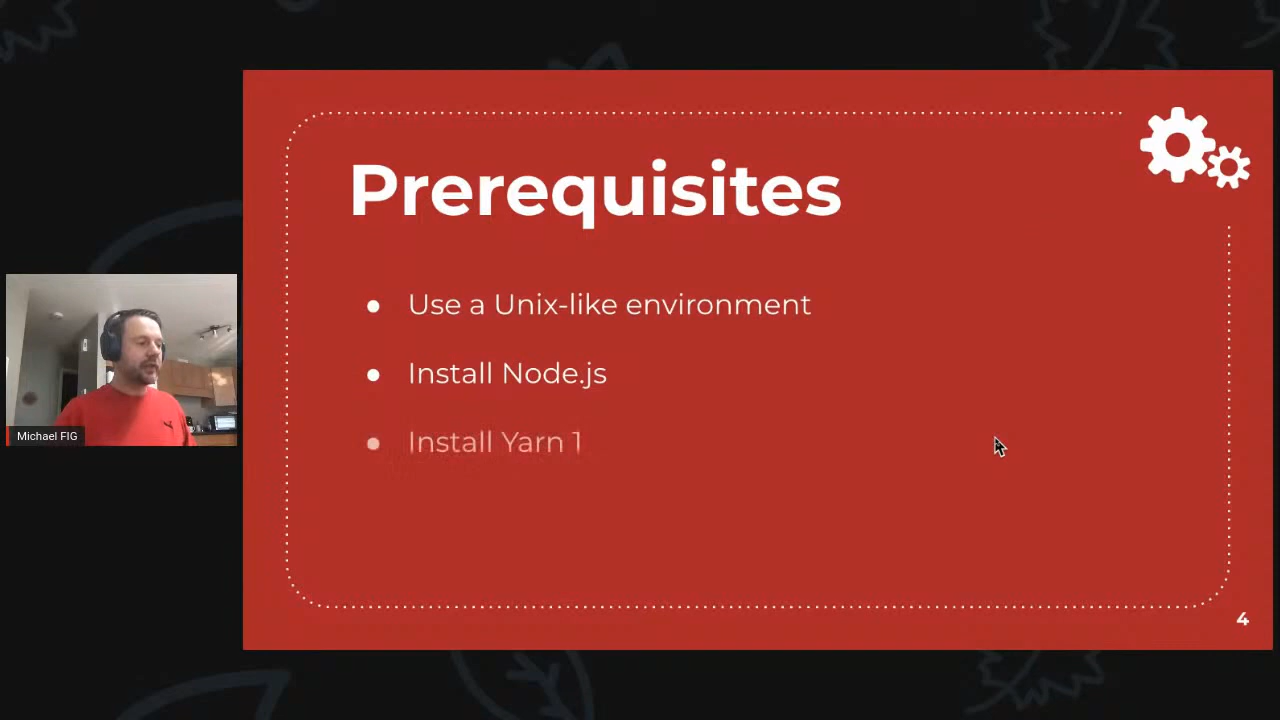 Prerequisites
● Use a Unix-like environment
● Install Node.js
● Install Yarn 1
Michael FIG
4